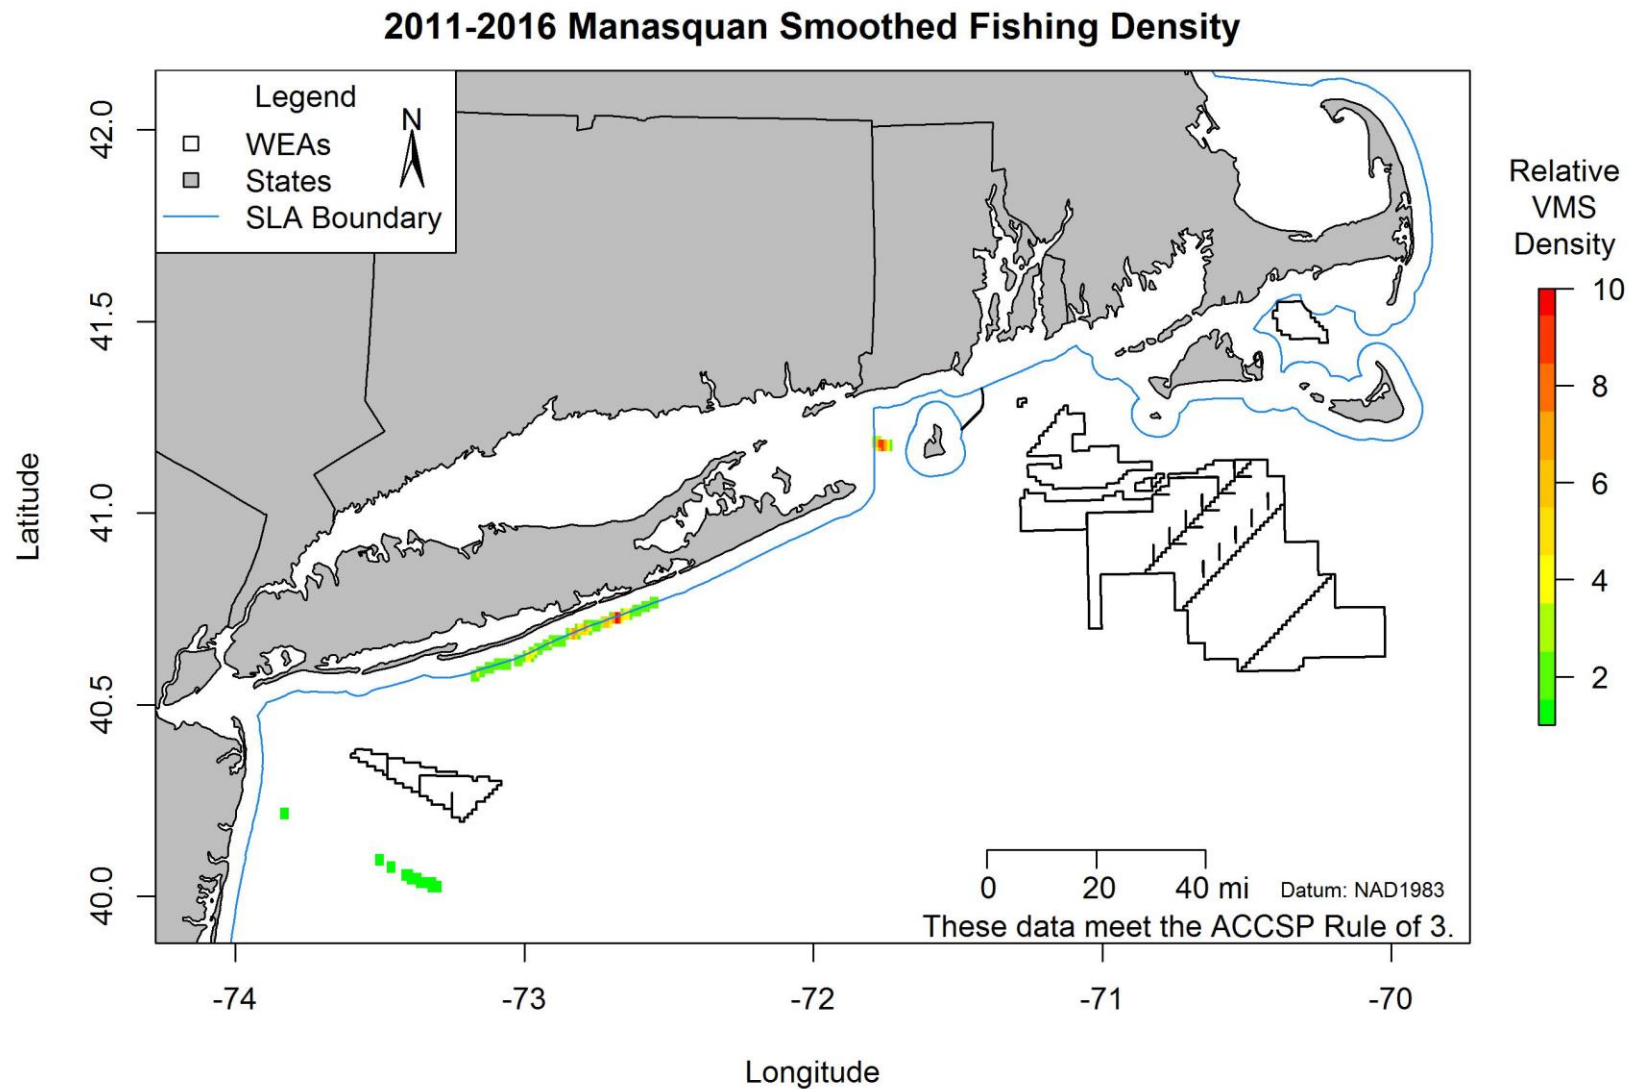 2011-2016 Manasquan Smoothed Fishing Density
Legend
N
WEAs
States
SLA Boundary
Relative
VMS
Density
10
8
6
4
2
Latitude
42.0
41.5
41.0
40.5
40.0
0 20 40 mi
Datum: NAD1983
These data meet the ACCSP Rule of 3.
-74 -73 -72 -71 -70
Longitude